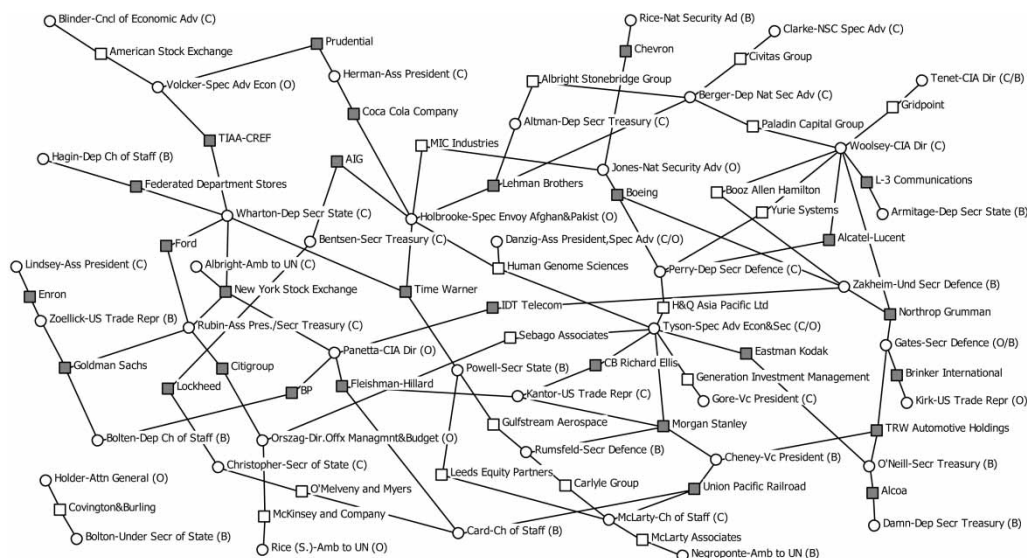 Blinder-Cncl of Economic Adv (C)
Rice-Nat Security Ad (B)
Clarke-NSC Spec Adv (C)
Prudential
American Stock Exchange
Chevron
Civitas Group
Herman-Ass President (C)
Albright Stonebridge Group
Tenet-CIA Dir (C/B)
Volcker-Spec Adv Econ (O)
Berger-Dep Nat Sec Adv (C)
Gridpoint
Coca Cola Company
Altman-Dep Secr Treasury (C)
Paladin Capital Group
TIAA-CREF
MIC Industries
Woolsey-CIA Dir (C)
Hagin-Dep Ch of Staff (B)
AIG
Jones-Nat Security Adv (O)
L-3 Communications
Federated Department Stores
Lehman Brothers
Boeing
Booz Allen Hamilton
Yurie Systems
Armitage-Dep Secr State (B)
Wharton-Dep Secr State (C)
Holbrooke-Spec Envoy Afghan&Pakist (O)
Ford
Bentsen-Secr Treasury (C)
Danzig-Ass President,Spec Adv (C/O)
Alcatel-Lucent
Lindsey-Ass President (C)
Albright-Amb to UN (C)
Human Genome Sciences
Perry-Dep Secr Defence (C)
Enron
New York Stock Exchange
Time Warner
Zakheim-Und Secr Defence (B)
IDT Telecom
H&Q Asia Pacific Ltd
Northrop Grumman
Zoellick-US Trade Repr (B)
Rubin-Ass Pres./Secr Treasury (C)
Sebago Associates
Tyson-Spec Adv Econ&Sec (C/O)
Gates-Secr Defence (O/B)
Goldman Sachs
Citigroup
Panetta-CIA Dir (O)
Powell-Secr State (B)
CB Richard Ellis
Eastman Kodak
Brinker International
Lockheed
BP
Fleishman-Hillard
Generation Investment Management
Kantor-US Trade Repr (C)
Gore-Vc President (C)
Kirk-US Trade Repr (O)
Gulfstream Aerospace
Morgan Stanley
TRW Automotive Holdings
Bolten-Dep Ch of Staff (B)
Orszag-Dir.Offx Managmnt&Budget (O)
Rumsfeld-Secr Defence (B)
Cheney-Vc President (B)
Christopher-Secr of State (C)
Leeds Equity Partners
O'Neill-Secr Treasury (B)
Holder-Attn General (O)
O'Melveny and Myers
Carlyle Group
Union Pacific Railroad
Alcoa
Covington&Burling
McKinsey and Company
McLarty-Ch of Staff (C)
Damn-Dep Secr Treasury (B)
Card-Ch of Staff (B)
Bolton-Under Secr of State (B)
McLarty Associates
Rice (S.)-Amb to UN (O)
Negroponte-Amb to UN (B)